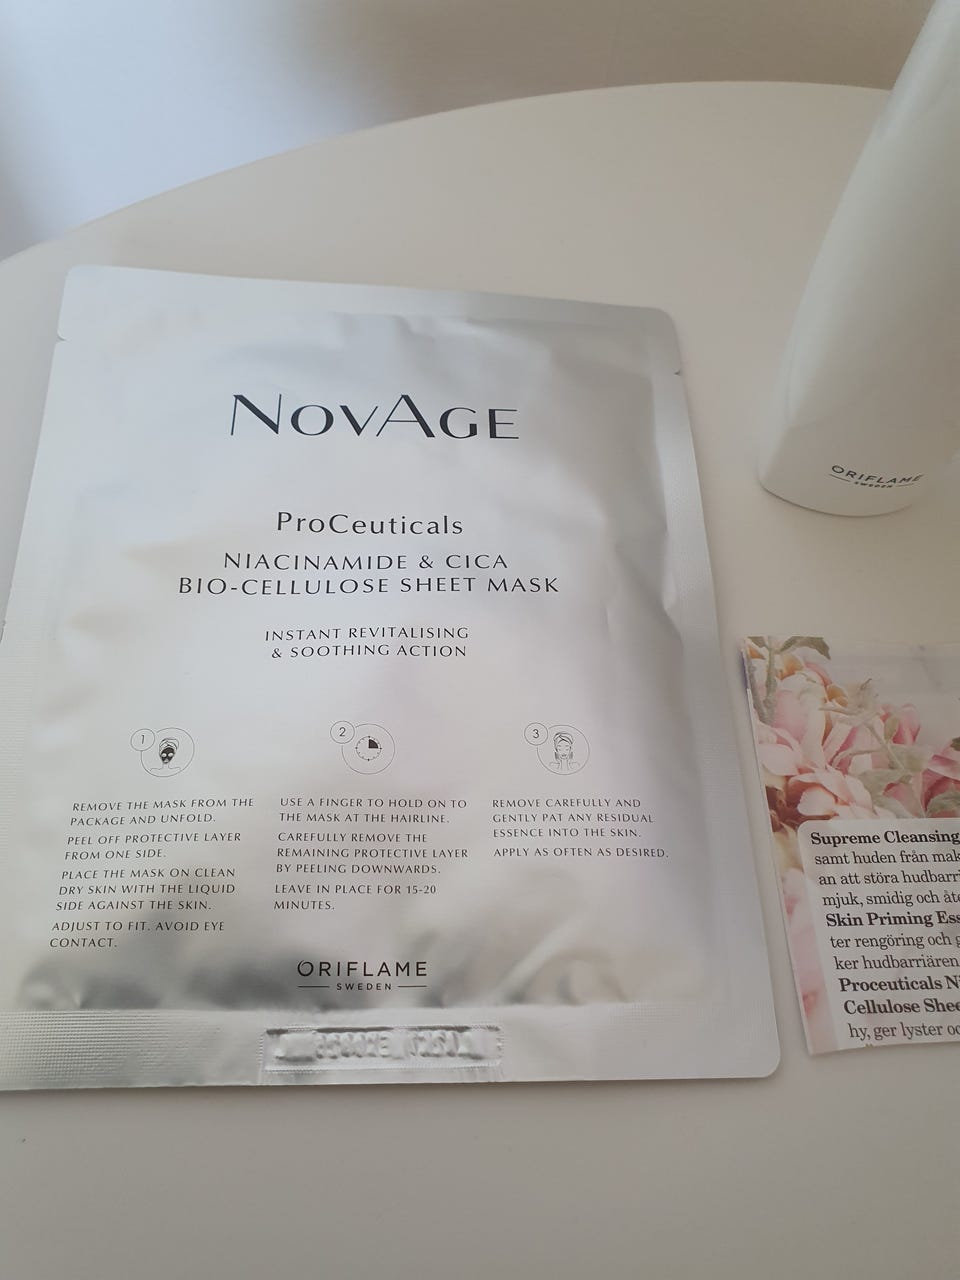 NOVAGE
ProCeuticals
NIACINAMIDE & CICA
BIO-CELLULOSE SHEET MASK
INSTANT REVITALISING
& SOOTHING ACTION
1
REMOVE THE MASK FROM THE
PACKAGE AND UNFOLD.
PEEL OFF PROTECTIVE LAYER
FROM ONE SIDE.
PLACE THE MASK ON CLEAN
DRY SKIN WITH THE LIQUID
SIDE AGAINST THE SKIN.
ADJUST TO FIT. AVOID EYE
CONTACT.
2
USE A FINGER TO HOLD ON TO
THE MASK AT THE HAIRLINE.
CAREFULLY REMOVE THE
REMAINING PROTECTIVE LAYER
BY PEELING DOWNWARDS.
LEAVE IN PLACE FOR 15-20
MINUTES.
3
REMOVE CAREFULLY AND
GENTLY PAT ANY RESIDUAL
ESSENCE INTO THE SKIN.
APPLY AS OFTEN AS DESIRED.
ORIFLAME
SWEDEN
ORIFLAME
SWEDEN
Supreme Cleansing
samt huden från mak
an att störa hudbarri
mjuk, smidig och åte
Skin Priming Ess
ter rengöring och g
ker hudbarriären
Proceuticals Ni
Cellulose Shee
hy, ger lyster oc